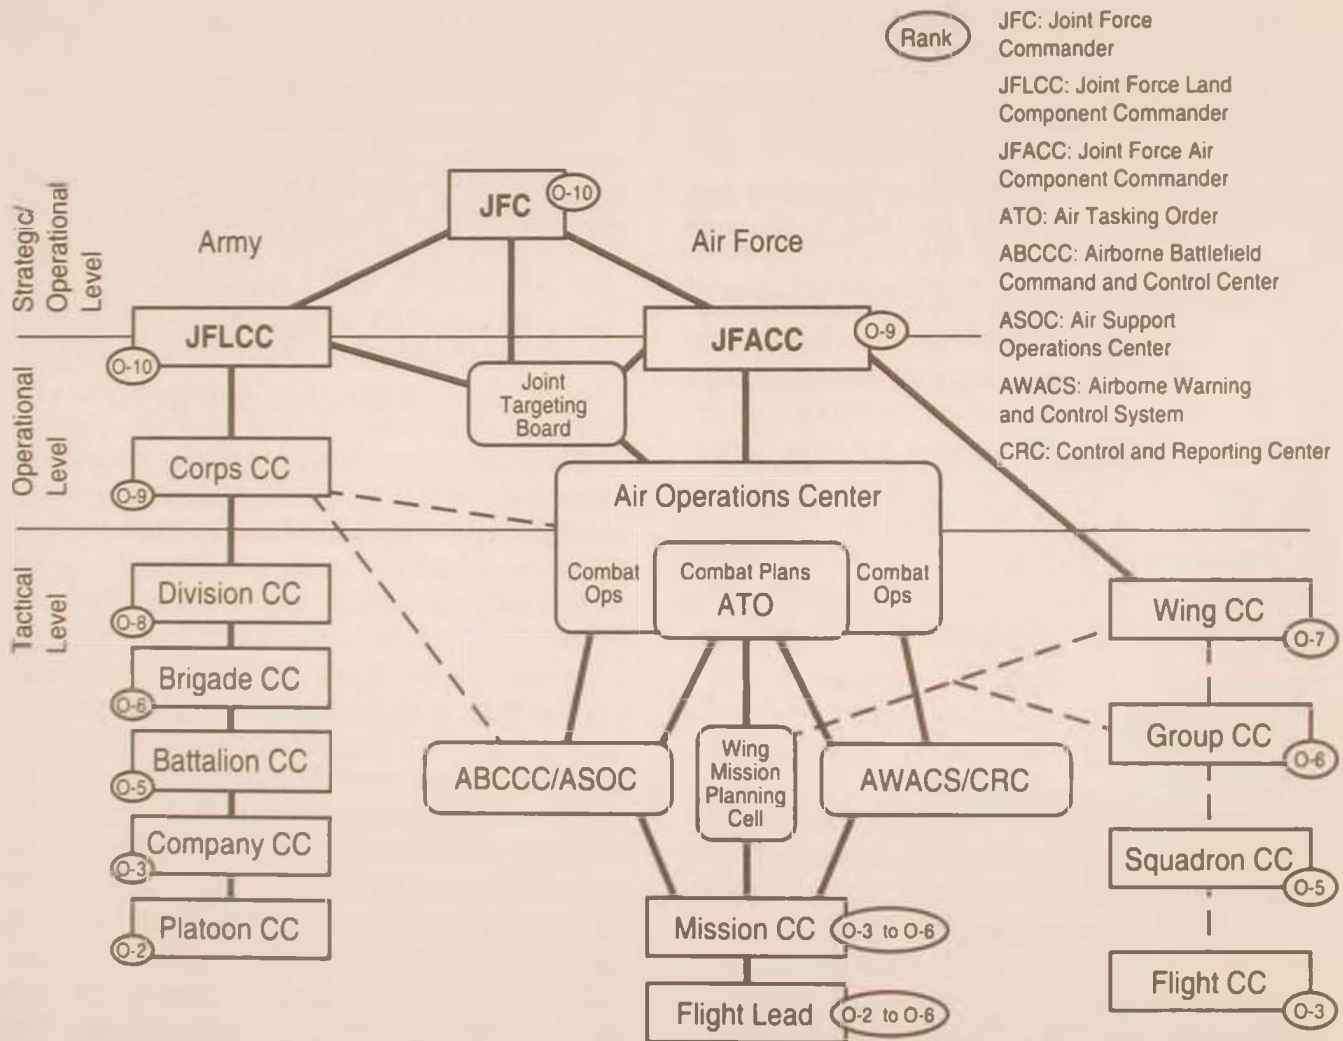 Rank
JFC: Joint Force
Commander
JFLCC: Joint Force Land
Component Commander
JFACC: Joint Force Air
Component Commander
ATO: Air Tasking Order
ABCCC: Airborne Battlefield
Command and Control Center
ASOC: Air Support
Operations Center
AWACS: Airborne Warning
and Control System
CRC: Control and Reporting Center
Strategic/
Operational
Level
Army
JFC
O-10
Air Force
JFLCC
O-10
JFACC
O-9
Operational
Level
Joint
Targeting
Board
Corps CC
O-9
Air Operations Center
Combat
Ops
Combat Plans
ATO
Combat
Ops
Tactical
Level
Division CC
O-8
Brigade CC
O-6
Battalion CC
O-5
Company CC
O-3
Platoon CC
O-2
ABCCC/ASOC
Wing
Mission
Planning
Cell
AWACS/CRC
Mission CC
O-3 to O-6
Flight Lead
O-2 to O-6
Wing CC
O-7
Group CC
O-6
Squadron CC
O-5
Flight CC
O-3